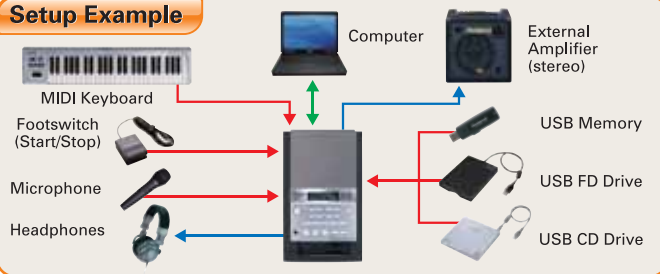 Setup Example
MIDI Keyboard
Computer
External
Amplifier
(stereo)
Footswitch
(Start/Stop)
Microphone
Headphones
USB Memory
USB FD Drive
USB CD Drive